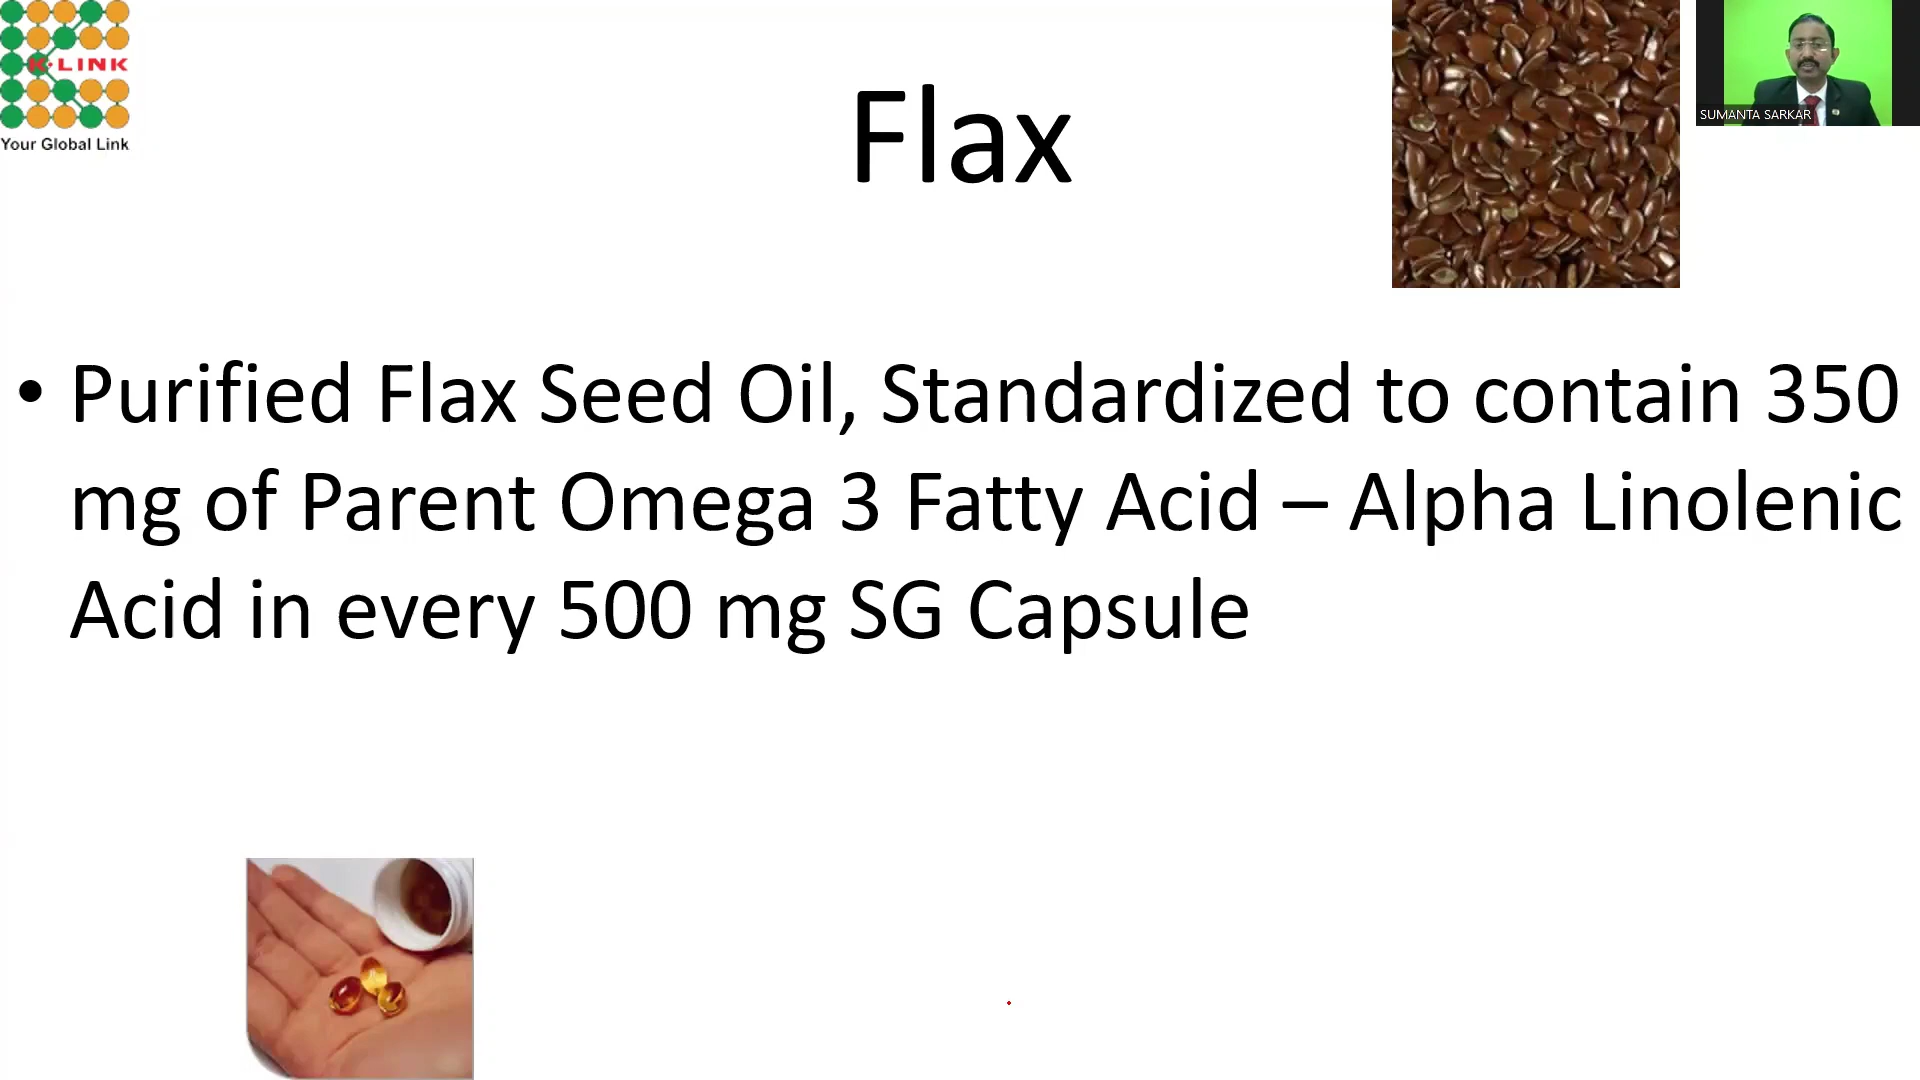 K·LINK
Your Global Link
Flax
SUMANTA SARKAR
• Purified Flax Seed Oil, Standardized to contain 350
mg of Parent Omega 3 Fatty Acid – Alpha Linolenic
Acid in every 500 mg SG Capsule